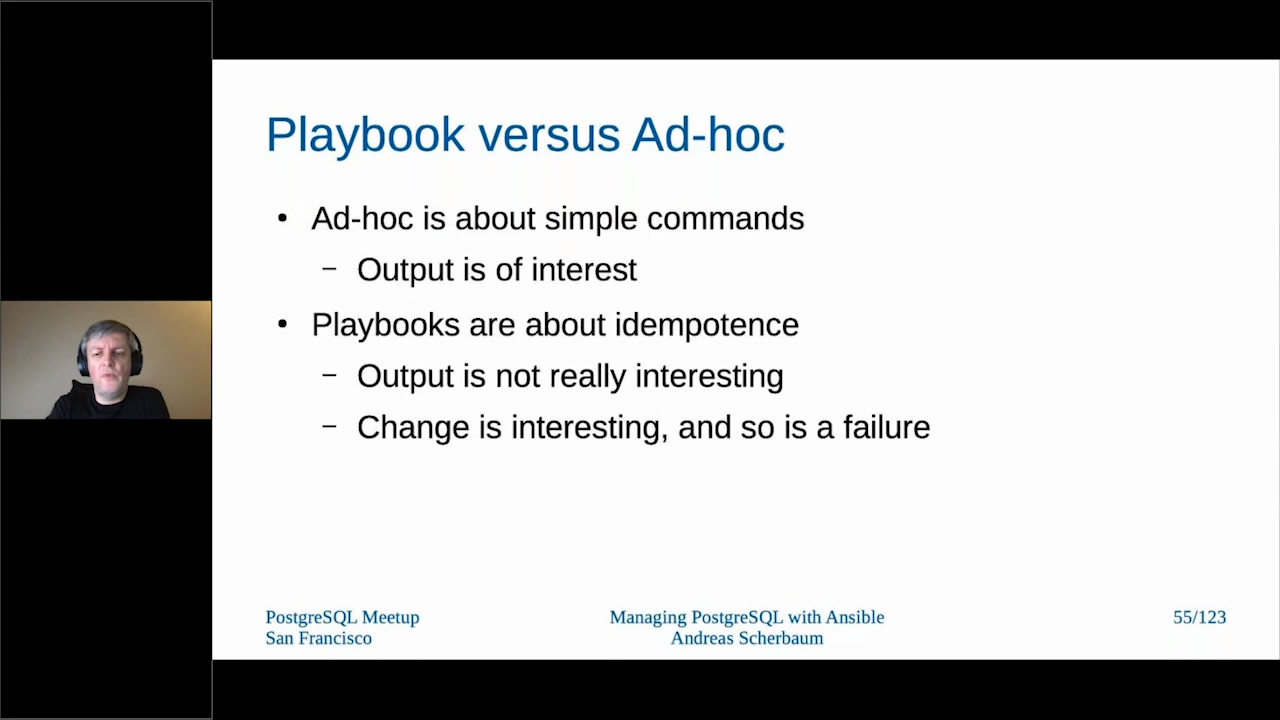 Playbook versus Ad-hoc
• Ad-hoc is about simple commands
– Output is of interest
• Playbooks are about idempotence
– Output is not really interesting
– Change is interesting, and so is a failure
PostgreSQL Meetup
San Francisco
Managing PostgreSQL with Ansible
Andreas Scherbaum
55/123